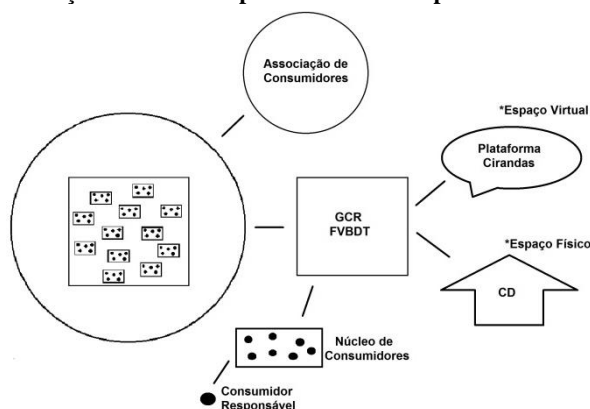 Associação de
Consumidores
*Espaço Virtual
Plataforma
Cirandas
GCR
FVBDT
*Espaço Físico
CD
Núcleo de
Consumidores
Consumidor
Responsável